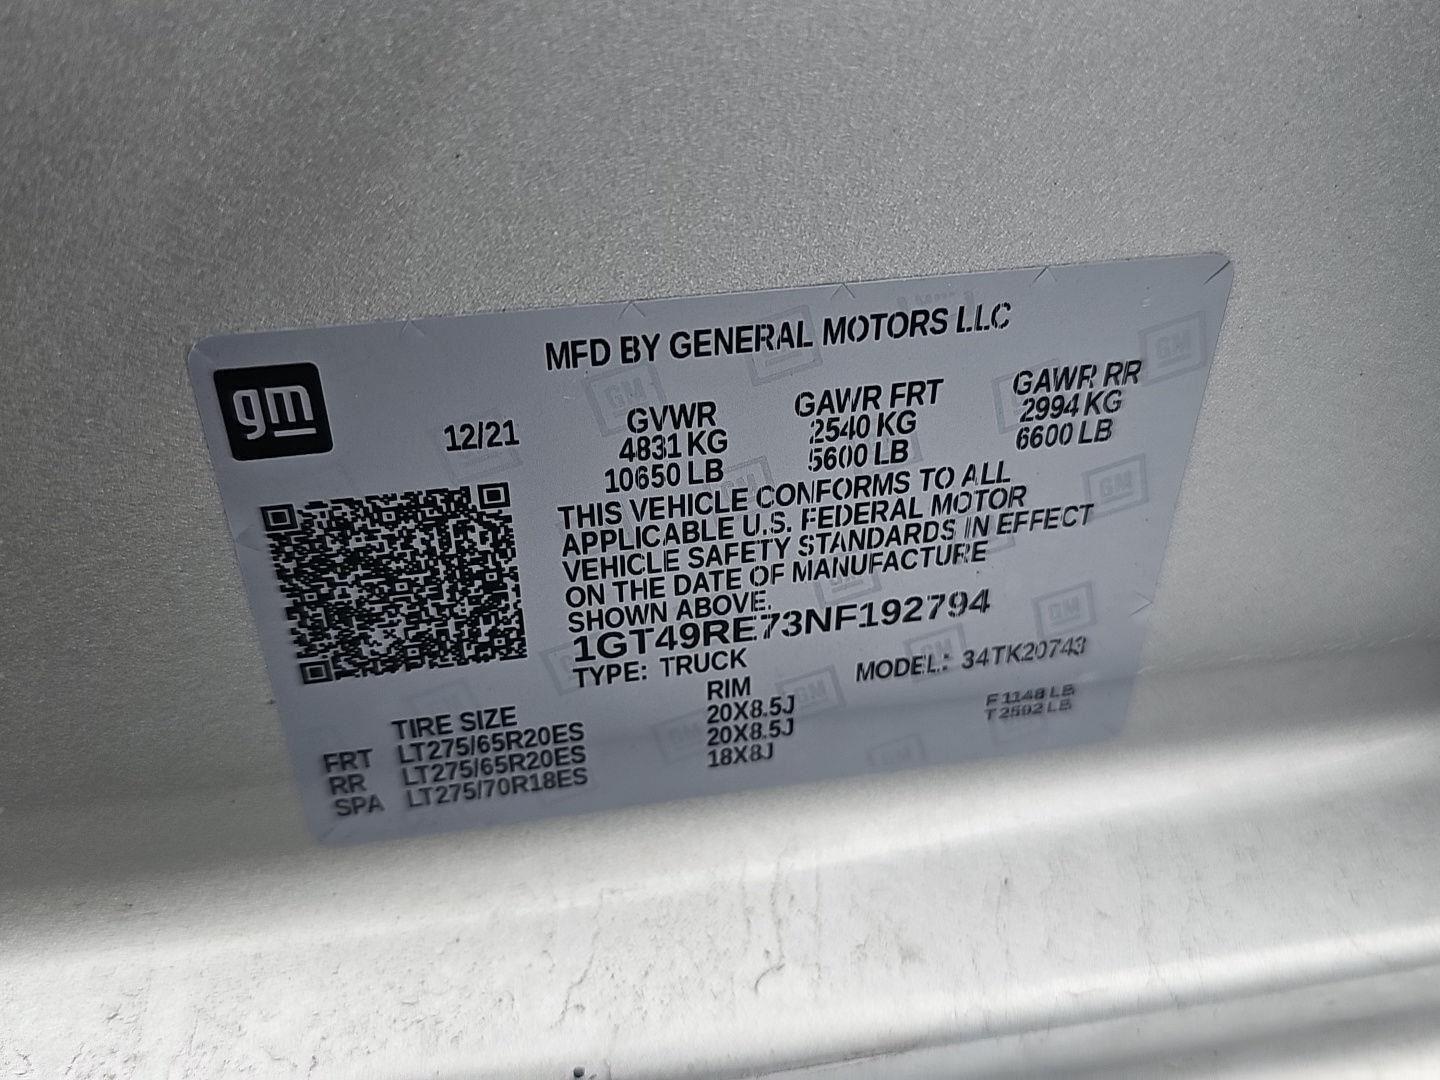 MFD BY GENERAL MOTORS LLC
gm
12/21
GVWR GAWR FRT GAWR RR
4831 KG 2540 KG 2994 KG
10650 LB 5600 LB 6600 LB
THIS VEHICLE CONFORMS TO ALL
APPLICABLE U.S. FEDERAL MOTOR
VEHICLE SAFETY STANDARDS IN EFFECT
ON THE DATE OF MANUFACTURE
SHOWN ABOVE.
1GT49RE73NF192794
TYPE: TRUCK MODEL: 34TK20743
TIRE SIZE RIM
FRT LT275/65R20ES 20X8.5J
RR LT275/65R20ES 20X8.5J
SPA LT275/70R18ES 18X8J
F 1148 LB
T 2592 LB